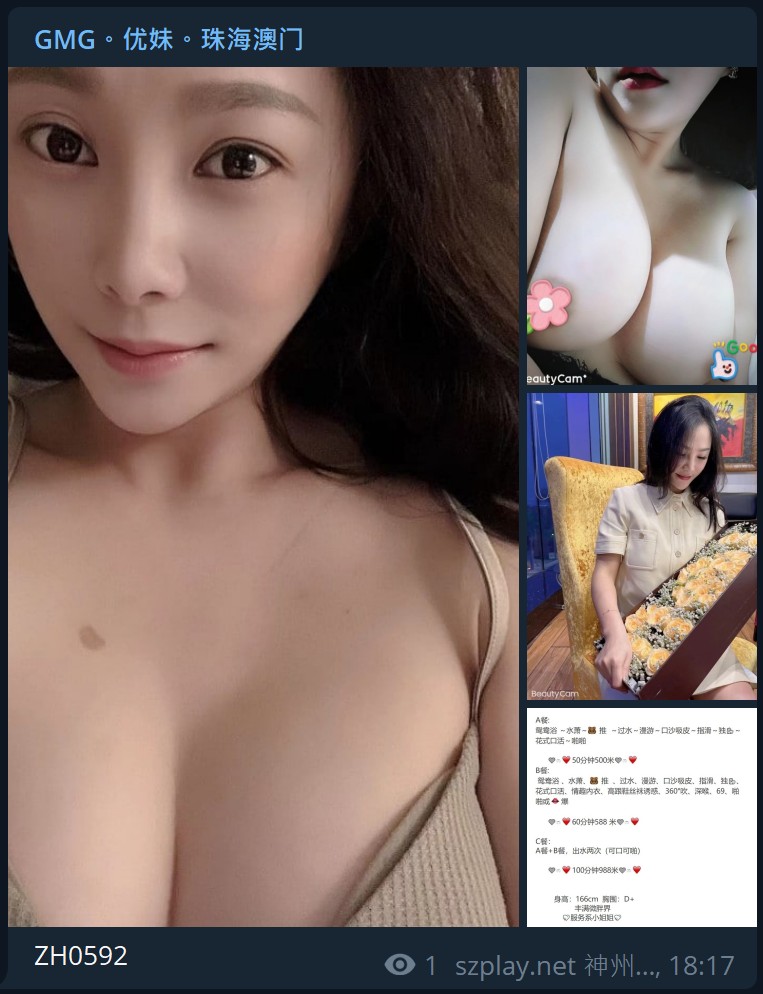 GMG。优妹。珠海澳门
eautyCam*
Goo
BeautyCam
A餐:
鸳鸯浴 ~水萧~🐻 推 ~过水~漫游~口沙吸皮~指滑~独龙~
花式口活~啪啪
50分钟500米
B餐:
鸳鸯浴 、水萧、🐻 推 、过水、漫游、口沙吸皮、指滑、独龙、
花式口活、情趣内衣、高跟鞋丝袜诱惑、360°吹、深喉、69、啪
啪或💋爆
60分钟588 米
C餐:
A餐+B餐，出水两次（可口可啪）
100分钟988米
身高：166cm 胸围：D+
丰满微胖界
服务系小姐姐
ZH0592
1 szplay.net 神州..., 18:17